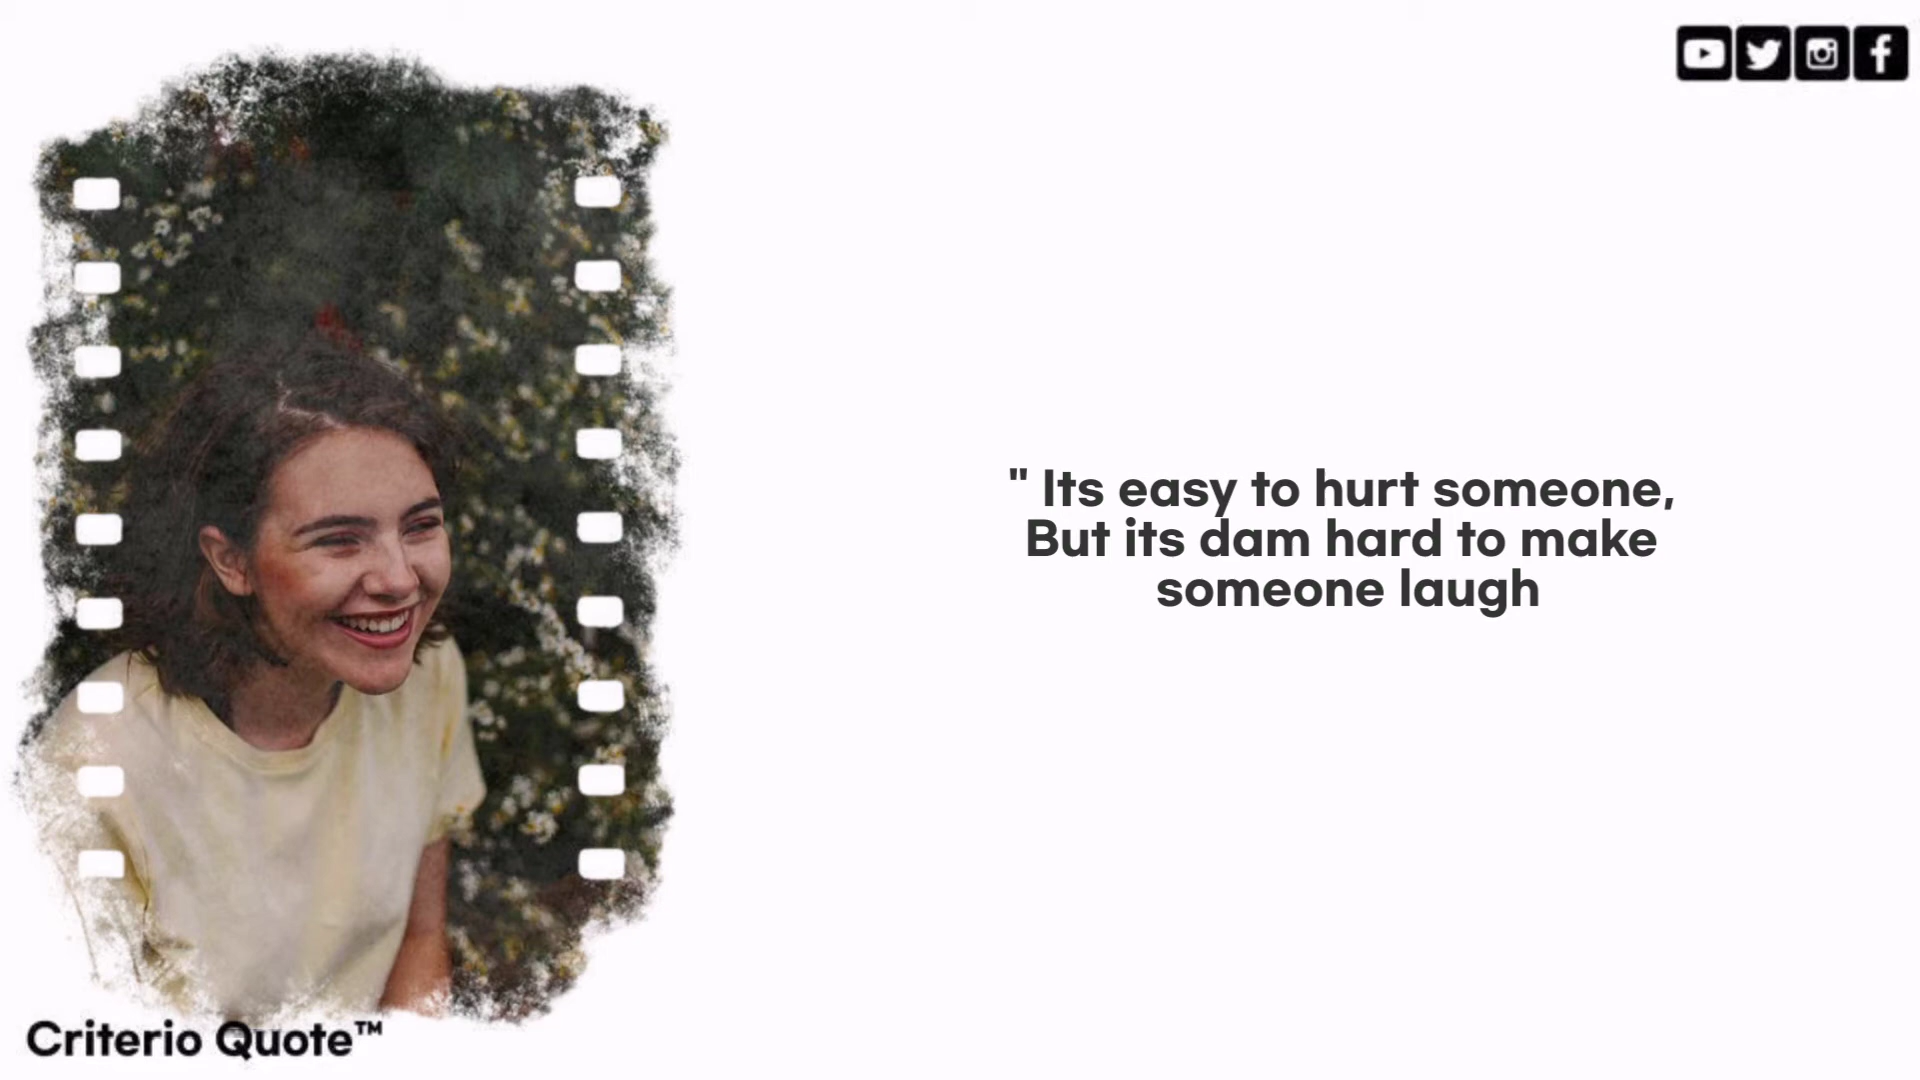 " Its easy to hurt someone,
But its dam hard to make
someone laugh
Criterio Quote™